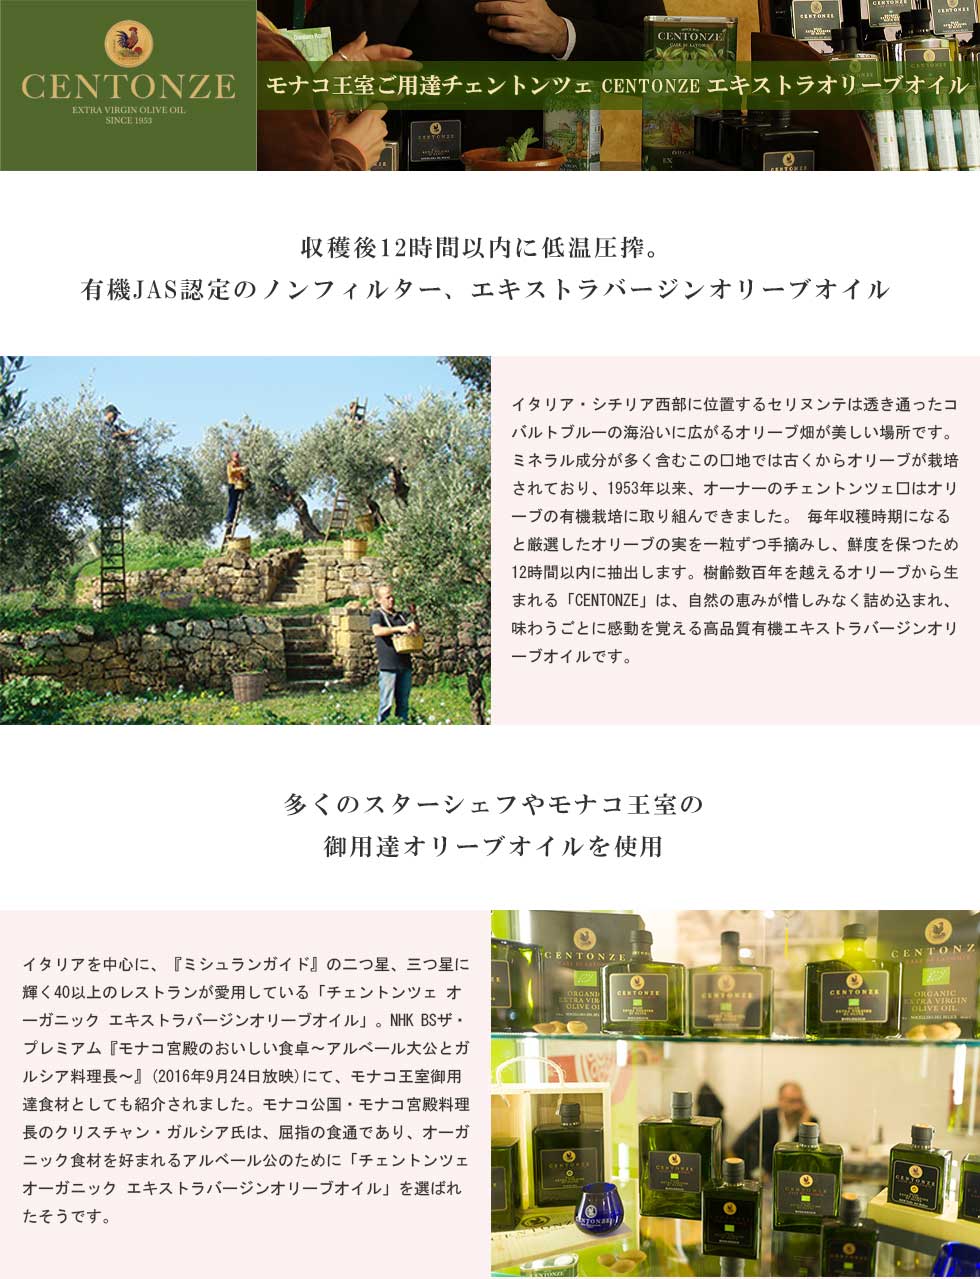 CENTONZE
EXTRA VIRGIN OLIVE OIL
SINCE 1953
CENTONZE
モナコ王室ご用達チェントンツェ CENTONZE エキストラオリーブオイル
収穫後12時間以内に低温圧搾。
有機JAS認定のノンフィルター、エキストラバージンオリーブオイル
イタリア・シチリア西部に位置するセリヌンテは透き通ったコ
バルトブルーの海沿いに広がるオリーブ畑が美しい場所です。
ミネラル成分が多く含むこの口地では古くからオリーブが栽培
されており、1953年以来、オーナーのチェントンツェ口はオリ
ーブの有機栽培に取り組んできました。 毎年収穫時期になる
と厳選したオリーブの実を一粒ずつ手摘みし、鮮度を保つため
12時間以内に抽出します。樹齢数百年を越えるオリーブから生
まれる「CENTONZE」は、自然の恵みが惜しみなく詰め込まれ、
味わうごとに感動を覚える高品質有機エキストラバージンオリ
ーブオイルです。
多くのスターシェフやモナコ王室の
御用達オリーブオイルを使用
イタリアを中心に、『ミシュランガイド』の二つ星、三つ星に
輝く40以上のレストランが愛用している「チェントンツェ オ
ーガニック エキストラバージンオリーブオイル」。NHK BSザ・
プレミアム『モナコ宮殿のおいしい食卓〜アルベール大公とガ
ルシア料理長〜』(2016年9月24日放映)にて、モナコ王室御用
達食材としても紹介されました。モナコ公国・モナコ宮殿料理
長のクリスチャン・ガルシア氏は、屈指の食通であり、オーガ
ニック食材を好まれるアルベール公のために「チェントンツェ
オーガニック エキストラバージンオリーブオイル」を選ばれ
たそうです。
CENTONZE
ORGANIC
EXTRA VIRGIN
OLIVE OIL
CENTONZE
CENTONZE
CENTONZE
CENTONZE
ORGANIC
EXTRA VIRGIN
OLIVE OIL
CENTONZE
CENTONZE
CENTONZE
CENTONZE
CENTONZE
CENTONZE
CENTONZE